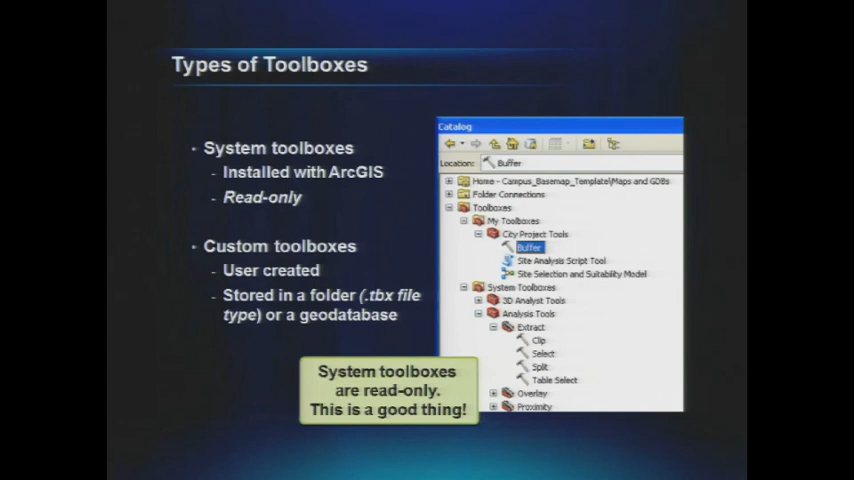 Types of Toolboxes
• System toolboxes
- Installed with ArcGIS
- Read-only
• Custom toolboxes
- User created
- Stored in a folder (.tbx file
type) or a geodatabase
System toolboxes
are read-only.
This is a good thing!
Catalog
Location: Buffer
Home - Campus_Basemap_Template\Maps and GDBs
Folder Connections
Toolboxes
My Toolboxes
City Project Tools
Buffer
Site Analysis Script Tool
Site Selection and Suitability Model
System Toolboxes
3D Analyst Tools
Analysis Tools
Extract
Clip
Select
Split
Table Select
Overlay
Proximity